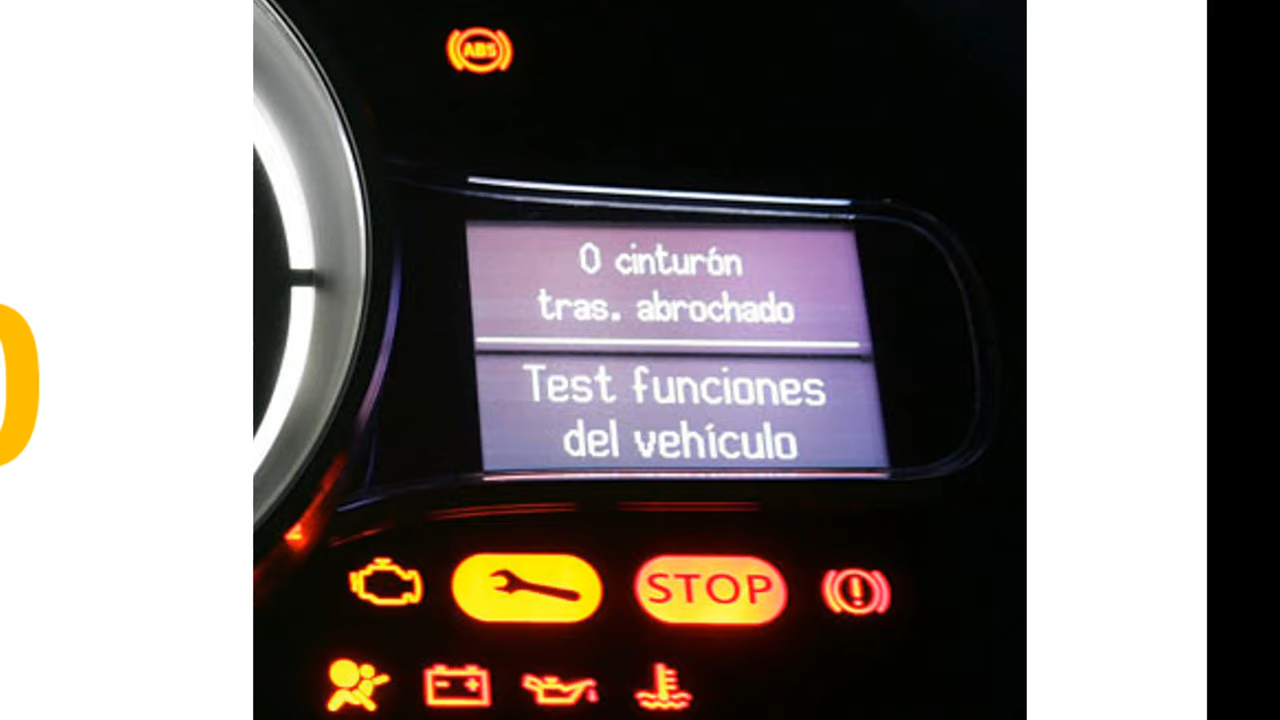 ABS
0 cinturón
tras. abrochado
Test funciones
del vehículo
STOP